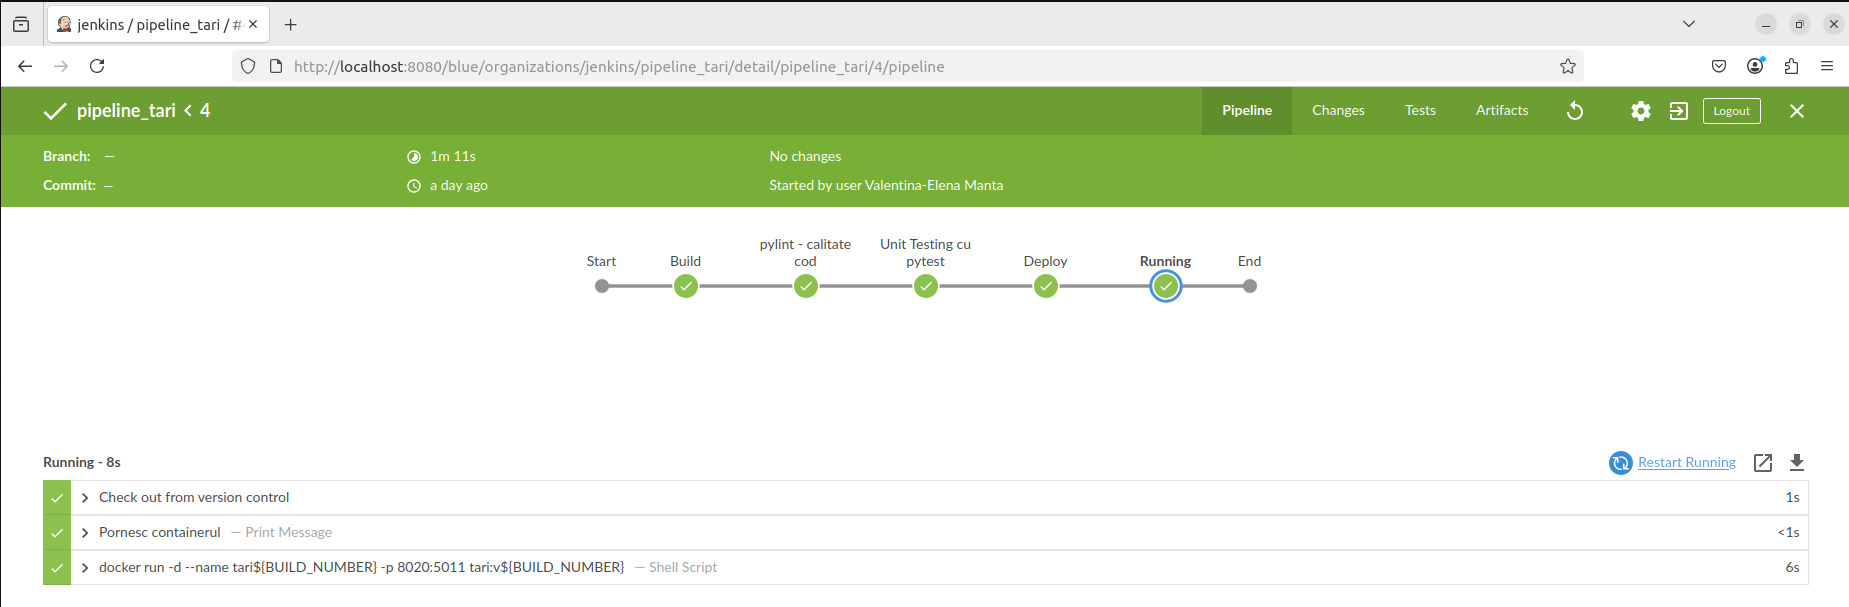 jenkins / pipeline_tari / #
http://localhost:8080/blue/organizations/jenkins/pipeline_tari/detail/pipeline_tari/4/pipeline
pipeline_tari < 4
Pipeline Changes Tests Artifacts Logout
Branch: — 1m 11s No changes
Commit: — a day ago Started by user Valentina-Elena Manta
pylint - calitate Unit Testing cu
Start Build cod pytest Deploy Running End
Running - 8s Restart Running
Check out from version control 1s
Pornesc containerul — Print Message <1s
docker run -d --name tari${BUILD_NUMBER} -p 8020:5011 tari:v${BUILD_NUMBER} — Shell Script 6s